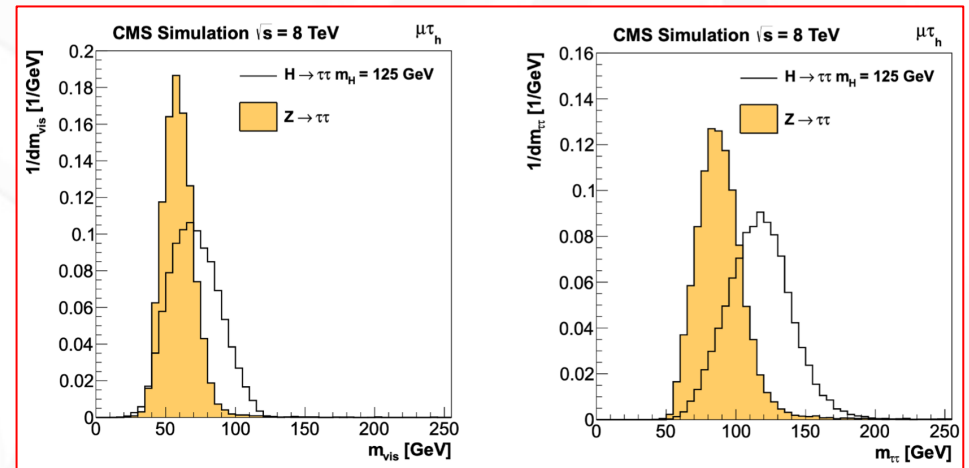 CMS Simulation √s = 8 TeV
μτh
1/dmvis [1/GeV]
0.2
0.18
0.16
0.14
0.12
0.1
0.08
0.06
0.04
0.02
0
H → ττ mH = 125 GeV
Z → ττ
0
50
100
150
200
250
mvis [GeV]
CMS Simulation √s = 8 TeV
μτh
1/dmττ [1/GeV]
0.16
0.14
0.12
0.1
0.08
0.06
0.04
0.02
0
H → ττ mH = 125 GeV
Z → ττ
0
50
100
150
200
250
mττ [GeV]